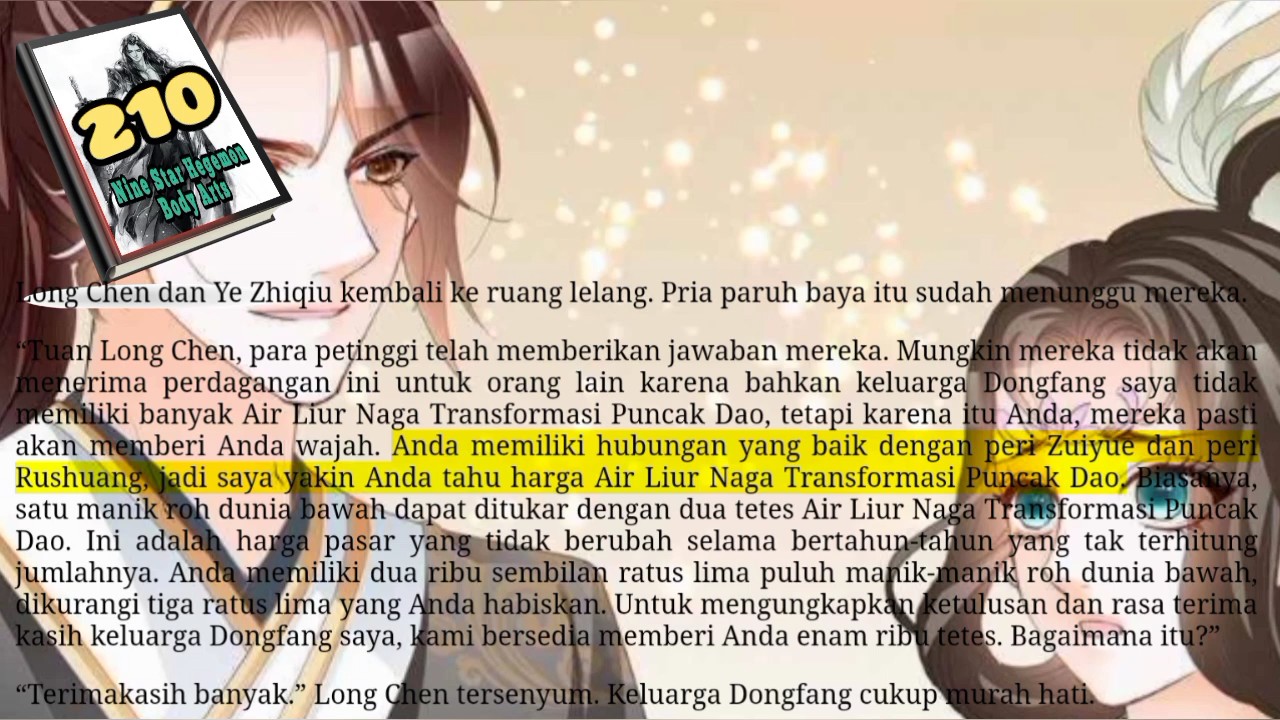 210
Nine Star Hegemon
Body Arts
Long Chen dan Ye Zhiqiu kembali ke ruang lelang. Pria paruh baya itu sudah menunggu mereka.
“Tuan Long Chen, para petinggi telah memberikan jawaban mereka. Mungkin mereka tidak akan
menerima perdagangan ini untuk orang lain karena bahkan keluarga Dongfang saya tidak
memiliki banyak Air Liur Naga Transformasi Puncak Dao, tetapi karena itu Anda, mereka pasti
akan memberi Anda wajah. Anda memiliki hubungan yang baik dengan peri Zuiyue dan peri
Rushuang, jadi saya yakin Anda tahu harga Air Liur Naga Transformasi Puncak Dao. Biasanya,
satu manik roh dunia bawah dapat ditukar dengan dua tetes Air Liur Naga Transformasi Puncak
Dao. Ini adalah harga pasar yang tidak berubah selama bertahun-tahun yang tak terhitung
jumlahnya. Anda memiliki dua ribu sembilan ratus lima puluh manik-manik roh dunia bawah,
dikurangi tiga ratus lima yang Anda habiskan. Untuk mengungkapkan ketulusan dan rasa terima
kasih keluarga Dongfang saya, kami bersedia memberi Anda enam ribu tetes. Bagaimana itu?”
“Terimakasih banyak.” Long Chen tersenyum. Keluarga Dongfang cukup murah hati.